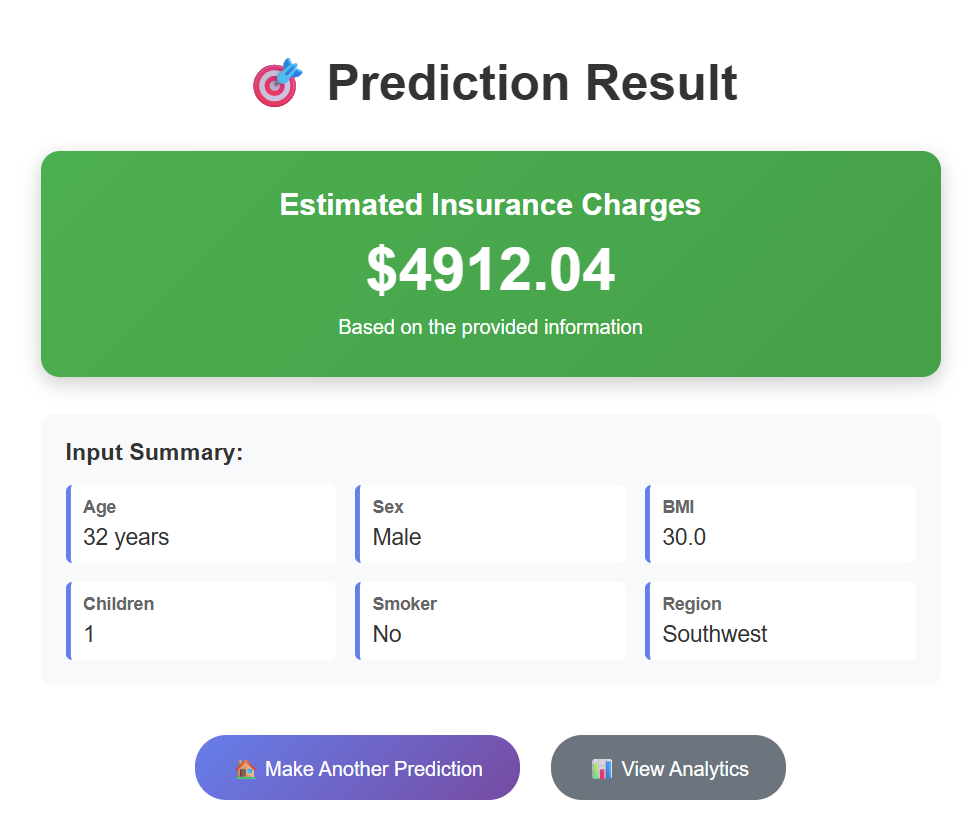 Prediction Result
Estimated Insurance Charges
$4912.04
Based on the provided information
Input Summary:
Age
32 years
Sex
Male
BMI
30.0
Children
1
Smoker
No
Region
Southwest
Make Another Prediction
View Analytics